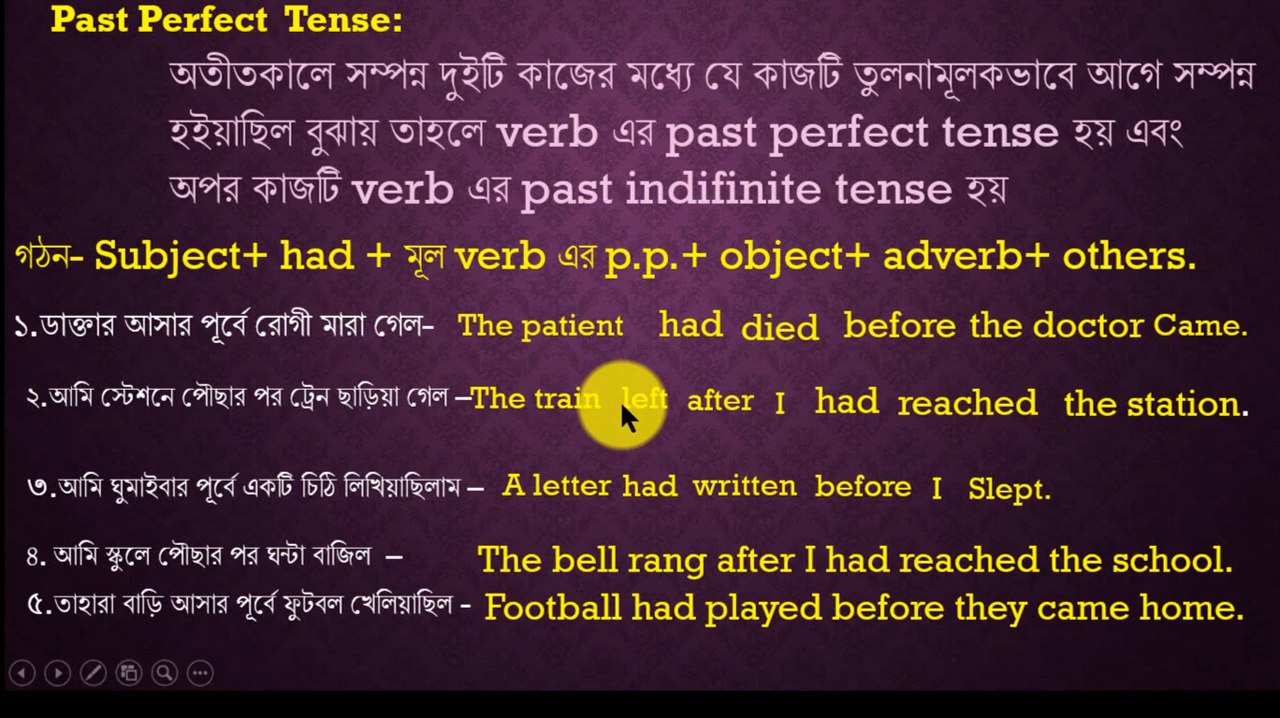 Past Perfect Tense:
অতীতকালে সম্পন্ন দুইটি কাজের মধ্যে যে কাজটি তুলনামূলকভাবে আগে সম্পন্ন
হইয়াছিল বুঝায় তাহলে verb এর past perfect tense হয় এবং
অপর কাজটি verb এর past indifinite tense হয়
গঠন- Subject+ had + মূল verb এর p.p.+ object+ adverb+ others.
১.ডাক্তার আসার পূর্বে রোগী মারা গেল- The patient had died before the doctor Came.
২.আমি স্টেশনে পৌছার পর ট্রেন ছাড়িয়া গেল –The train left after I had reached the station.
৩.আমি ঘুমাইবার পূর্বে একটি চিঠি লিখিয়াছিলাম – A letter had written before I Slept.
৪. আমি স্কুলে পৌছার পর ঘন্টা বাজিল – The bell rang after I had reached the school.
৫.তাহারা বাড়ি আসার পূর্বে ফুটবল খেলিয়াছিল - Football had played before they came home.